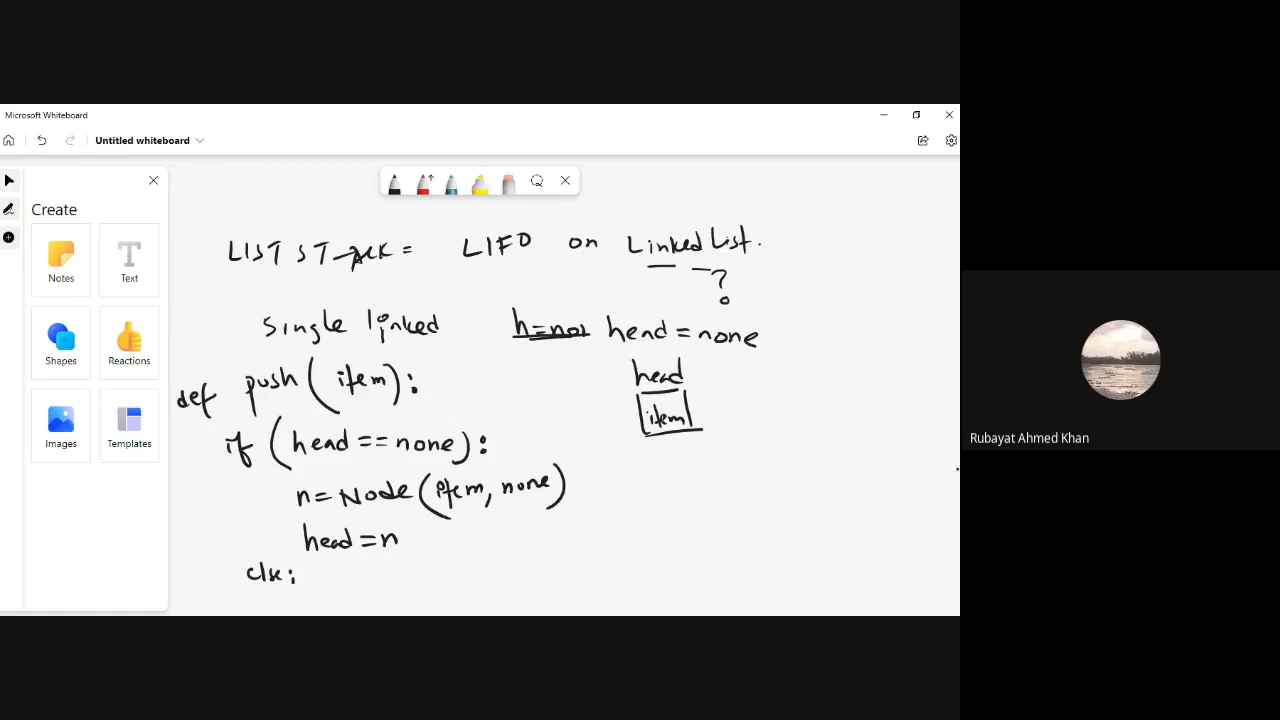 Microsoft Whiteboard
Untitled whiteboard
Create
Notes
Text
Shapes
Reactions
Images
Templates
LIST STACK = LIFO on Linked List.
?
single linked h=non head = none
head
item
def push(item):
if (head == none):
n = Node(item, none)
head = n
else:
Rubayat Ahmed Khan